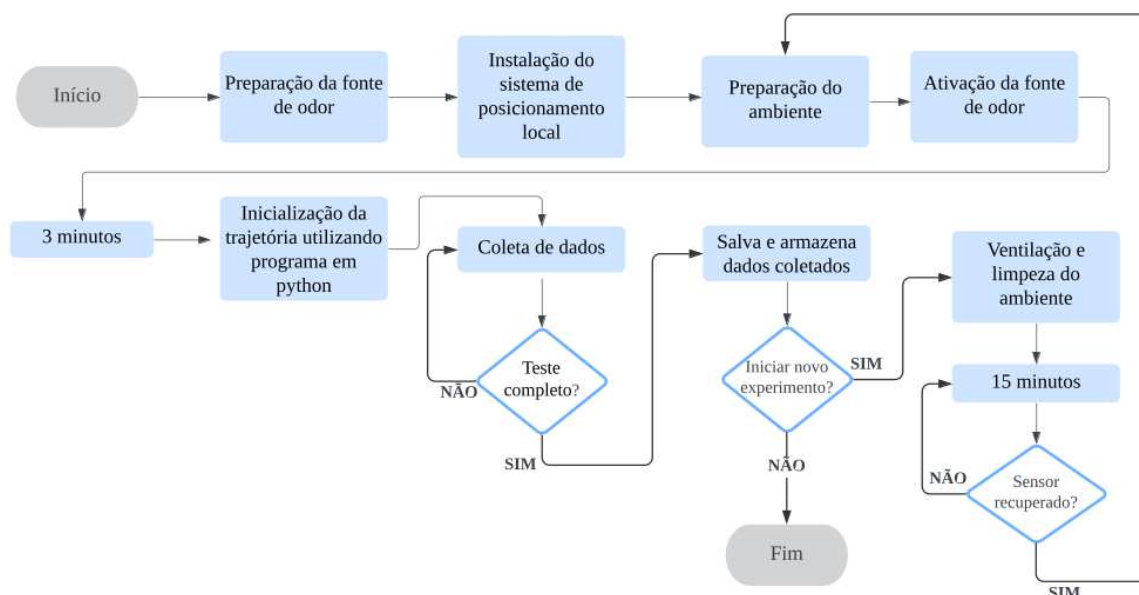 Início
Preparação da fonte
de odor
Instalação do
sistema de
posicionamento
local
Preparação do
ambiente
Ativação da fonte
de odor
3 minutos
Inicialização da
trajetória utilizando
programa em
python
Coleta de dados
Teste
completo?
NÃO
SIM
Salva e armazena
dados coletados
Iniciar novo
experimento?
SIM
NÃO
Fim
Ventilação e
limpeza do
ambiente
15 minutos
NÃO
Sensor
recuperado?
SIM